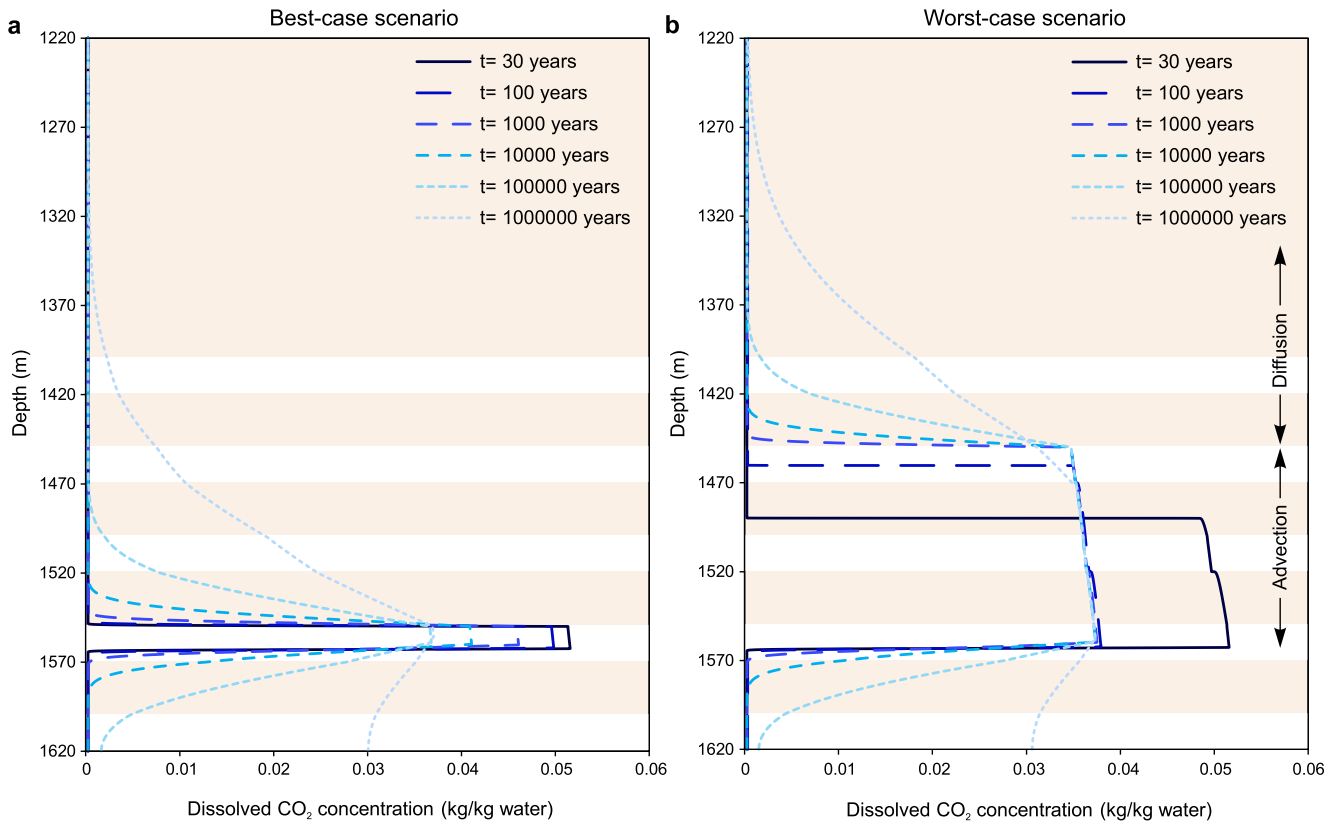 a
Best-case scenario
1220
1270
1320
1370
1420
1470
1520
1570
1620
Depth (m)
t= 30 years
t= 100 years
t= 1000 years
t= 10000 years
t= 100000 years
t= 1000000 years
0
0.01
0.02
0.03
0.04
0.05
0.06
Dissolved CO₂ concentration (kg/kg water)
b
Worst-case scenario
1220
1270
1320
1370
1420
1470
1520
1570
1620
Depth (m)
t= 30 years
t= 100 years
t= 1000 years
t= 10000 years
t= 100000 years
t= 1000000 years
Diffusion
Advection
0
0.01
0.02
0.03
0.04
0.05
0.06
Dissolved CO₂ concentration (kg/kg water)